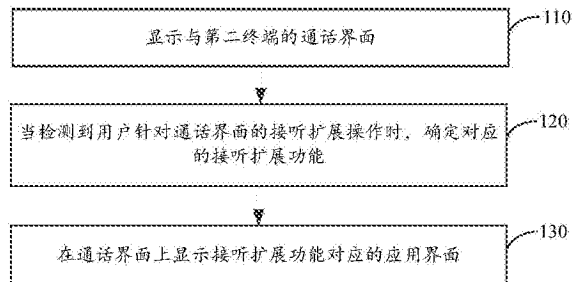 显示与第二终端的通话界面
110
当检测到用户针对通话界面的接听扩展操作时，确定对应
的接听扩展功能
120
在通话界面上显示接听扩展功能对应的应用界面
130